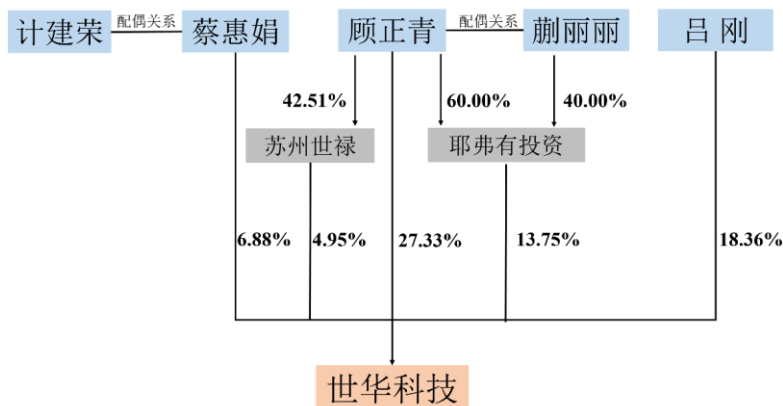 计建荣 配偶关系 蔡惠娟 顾正青 配偶关系 蒯丽丽 吕 刚
42.51% 60.00% 40.00%
苏州世禄 耶弗有投资
6.88% 4.95% 27.33% 13.75% 18.36%
世华科技